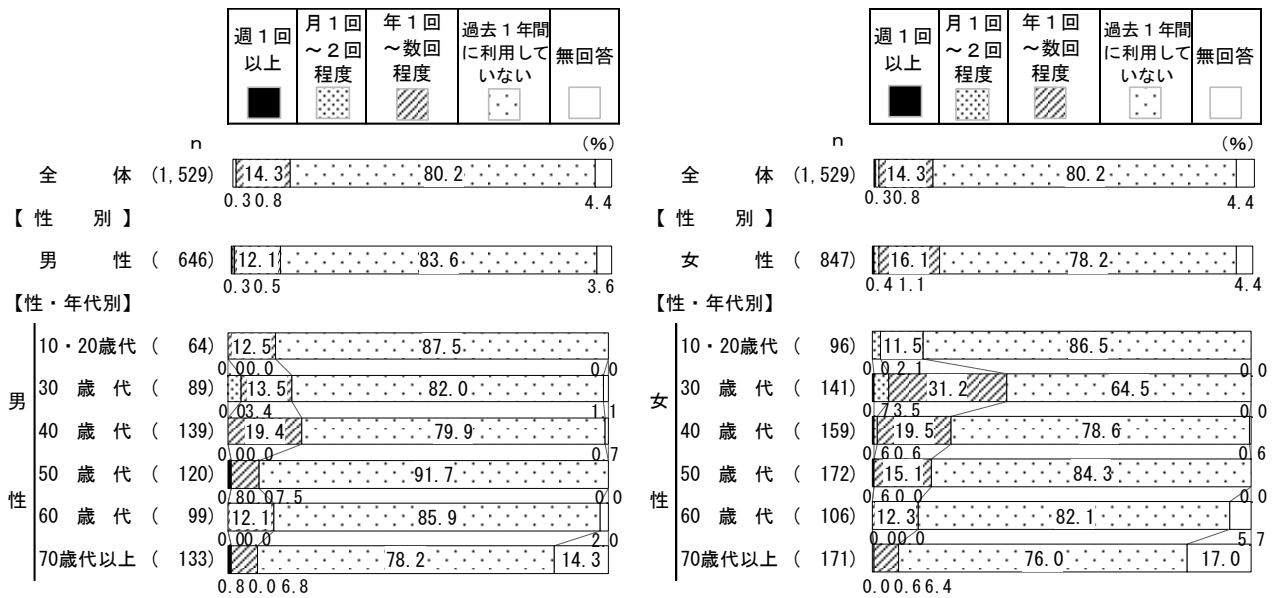 週１回以上 月１回～２回程度 年１回～数回程度 過去１年間に利用していない 無回答
n (%)
全体 (1,529) 14.3 80.2
0.3 0.8 4.4
【性別】
男性 ( 646) 12.1 83.6
0.3 0.5 3.6
【性・年代別】
男性
10・20歳代 ( 64) 12.5 87.5
0.0 0.0 0.0
30歳代 ( 89) 13.5 82.0
0.0 3.4 1.1
40歳代 ( 139) 19.4 79.9
0.0 0.0 0.7
50歳代 ( 120) 91.7
0.8 0.0 7.5 0.0
60歳代 ( 99) 12.1 85.9
0.0 0.0 2.0
70歳代以上 ( 133) 78.2 14.3
0.8 0.0 6.8
週１回以上 月１回～２回程度 年１回～数回程度 過去１年間に利用していない 無回答
n (%)
全体 (1,529) 14.3 80.2
0.3 0.8 4.4
【性別】
女性 ( 847) 16.1 78.2
0.4 1.1 4.4
【性・年代別】
女性
10・20歳代 ( 96) 11.5 86.5
0.0 2.1 0.0
30歳代 ( 141) 31.2 64.5
0.7 3.5 0.0
40歳代 ( 159) 19.5 78.6
0.6 0.6 0.6
50歳代 ( 172) 15.1 84.3
0.6 0.0 0.0
60歳代 ( 106) 12.3 82.1
0.0 0.0 5.7
70歳代以上 ( 171) 76.0 17.0
0.0 0.6 6.4